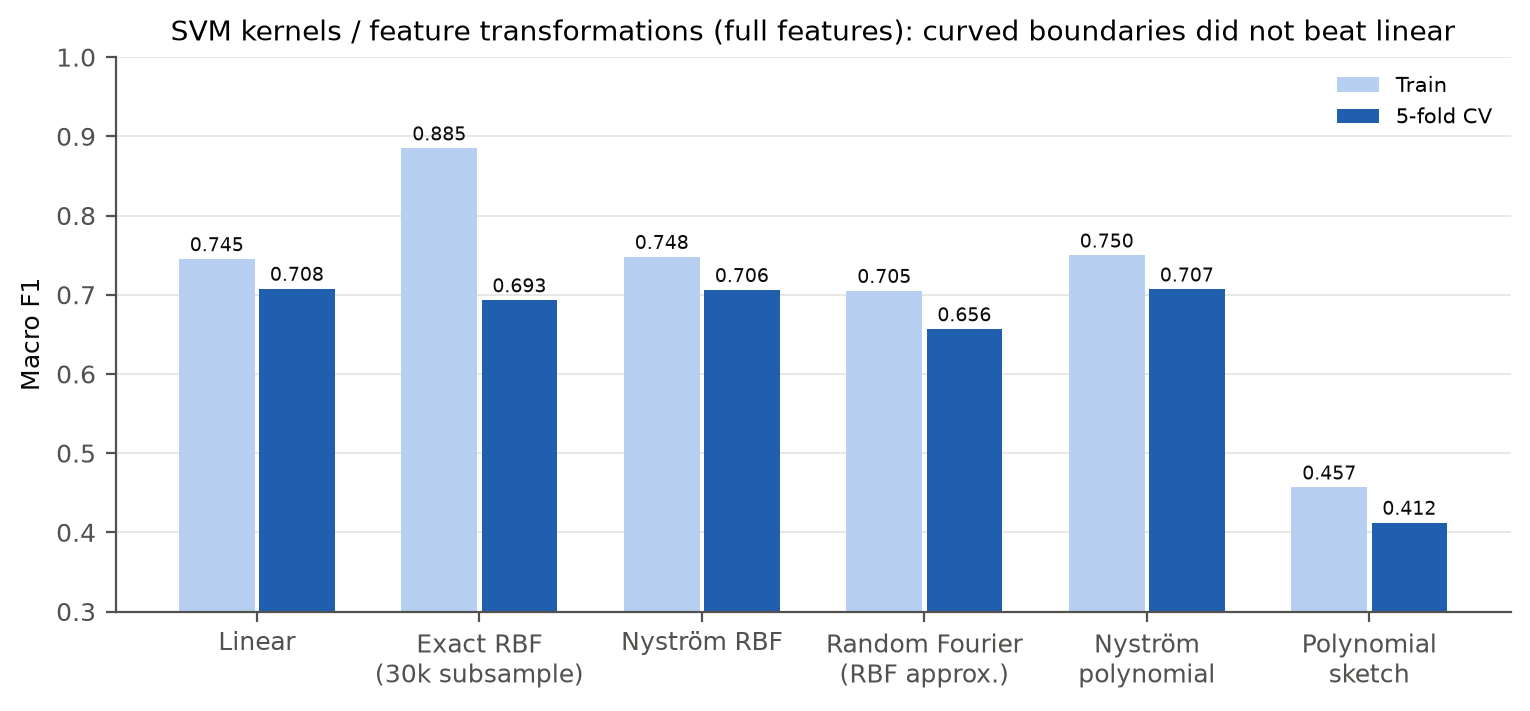 SVM kernels / feature transformations (full features): curved boundaries did not beat linear
Train
5-fold CV
Macro F1
1.0
0.9
0.8
0.7
0.6
0.5
0.4
0.3
0.745
0.708
0.885
0.693
0.748
0.706
0.705
0.656
0.750
0.707
0.457
0.412
Linear
Exact RBF
(30k subsample)
Nyström RBF
Random Fourier
(RBF approx.)
Nyström
polynomial
Polynomial
sketch